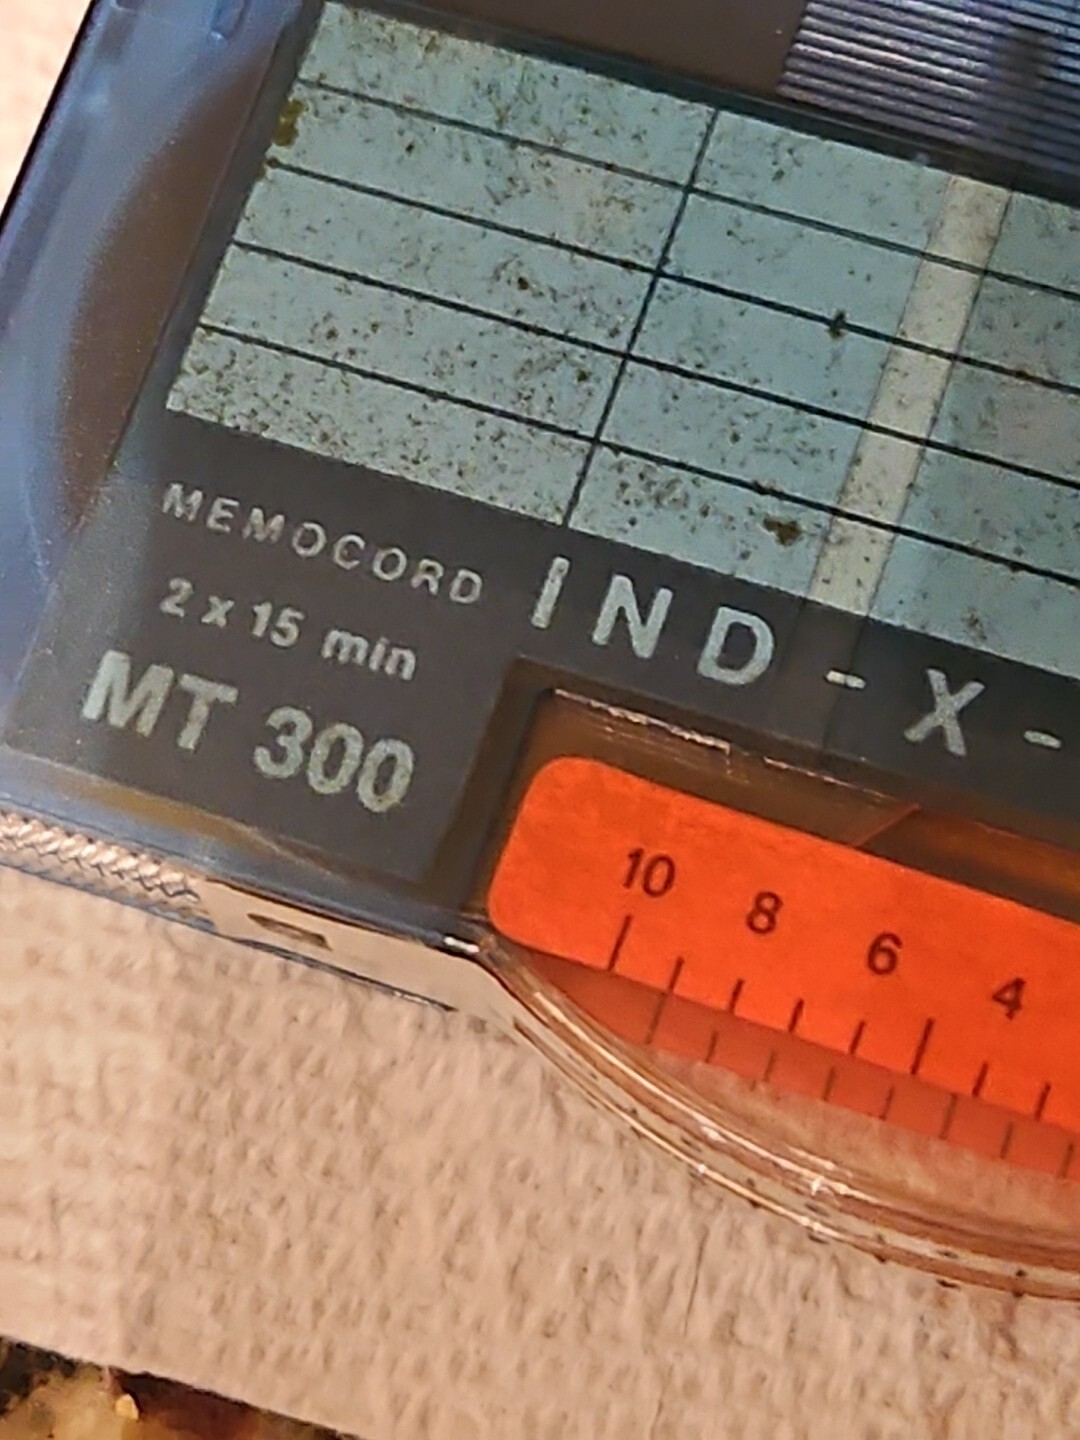 MEMOCORD
2 x 15 min
MT 300
IND-X-
10 8 6 4